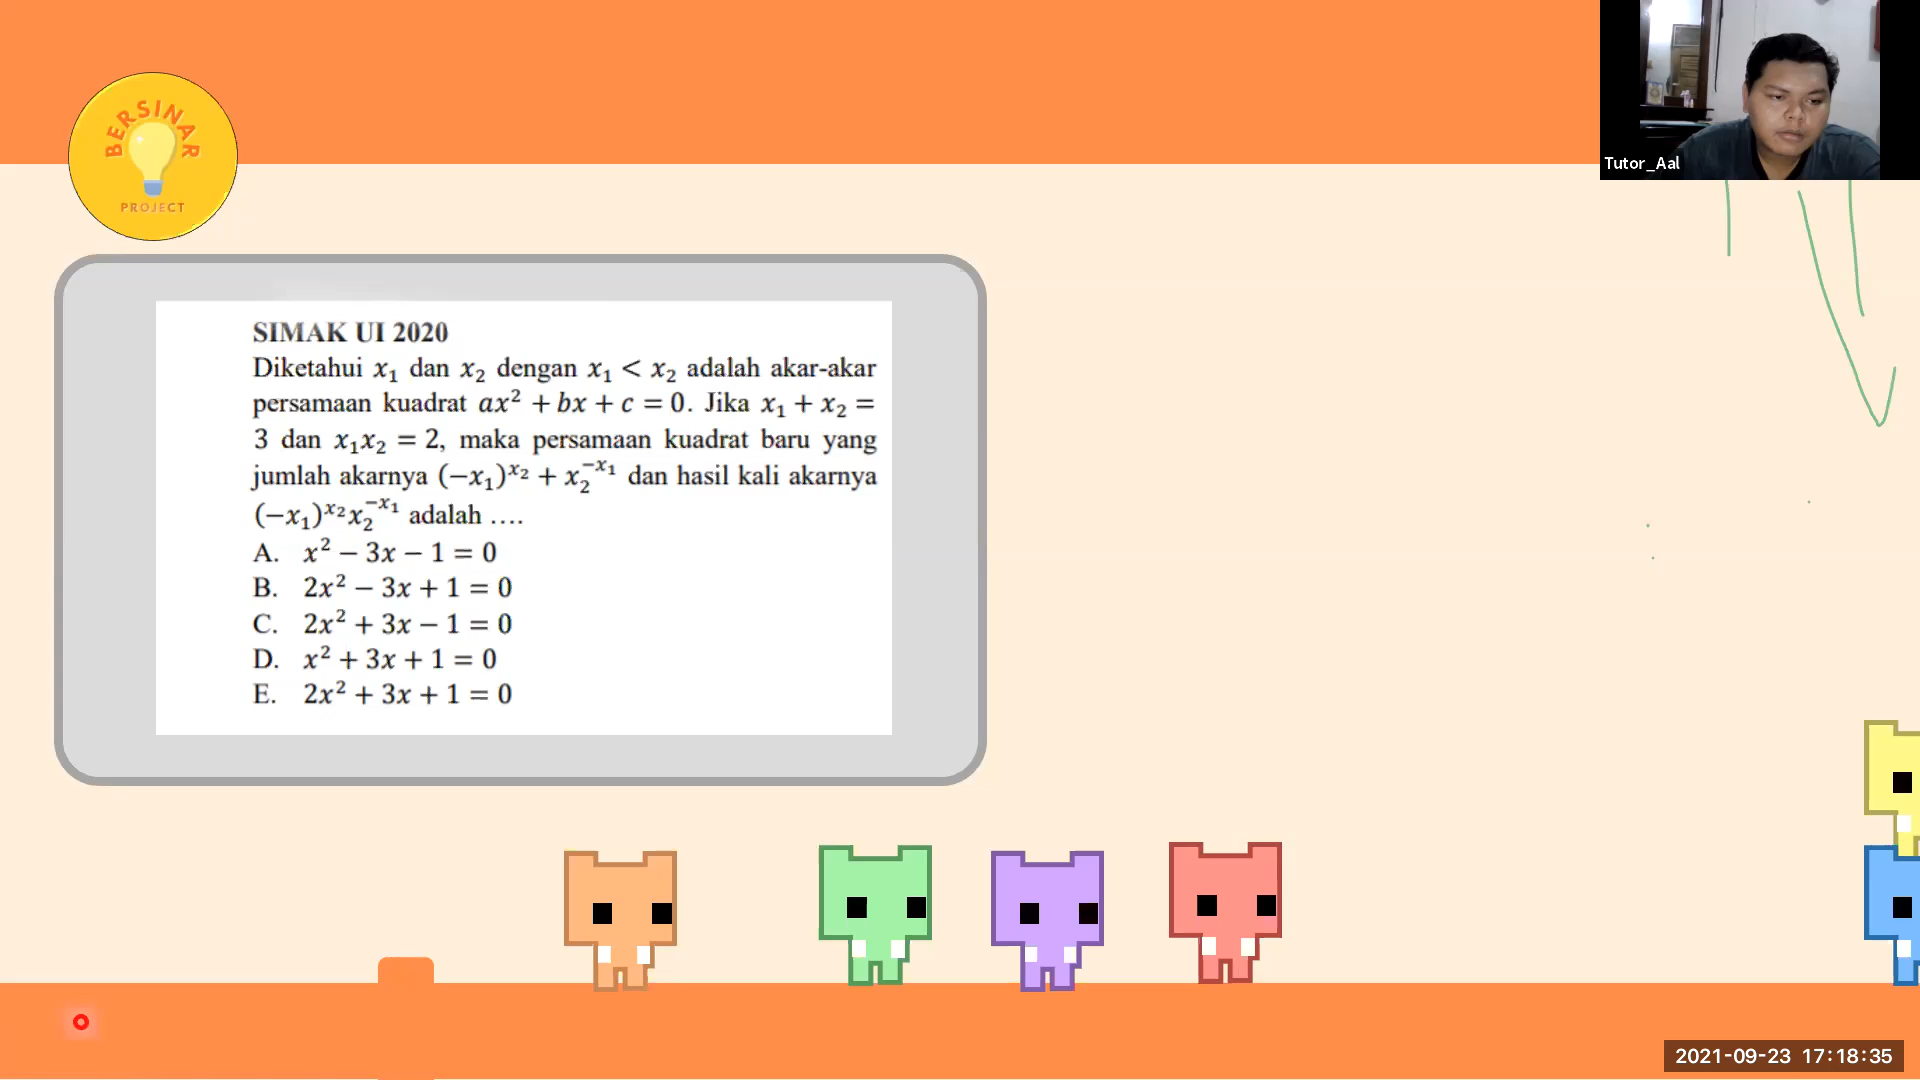 BERSINAR
PROJECT
Tutor_Aal
SIMAK UI 2020
Diketahui x₁ dan x₂ dengan x₁ < x₂ adalah akar-akar
persamaan kuadrat ax² + bx + c = 0. Jika x₁ + x₂ =
3 dan x₁x₂ = 2, maka persamaan kuadrat baru yang
jumlah akarnya (−x₁)^{x₂} + x₂^{−x₁} dan hasil kali akarnya
(−x₁)^{x₂}x₂^{−x₁} adalah ….
A. x² − 3x − 1 = 0
B. 2x² − 3x + 1 = 0
C. 2x² + 3x − 1 = 0
D. x² + 3x + 1 = 0
E. 2x² + 3x + 1 = 0
2021-09-23 17:18:35